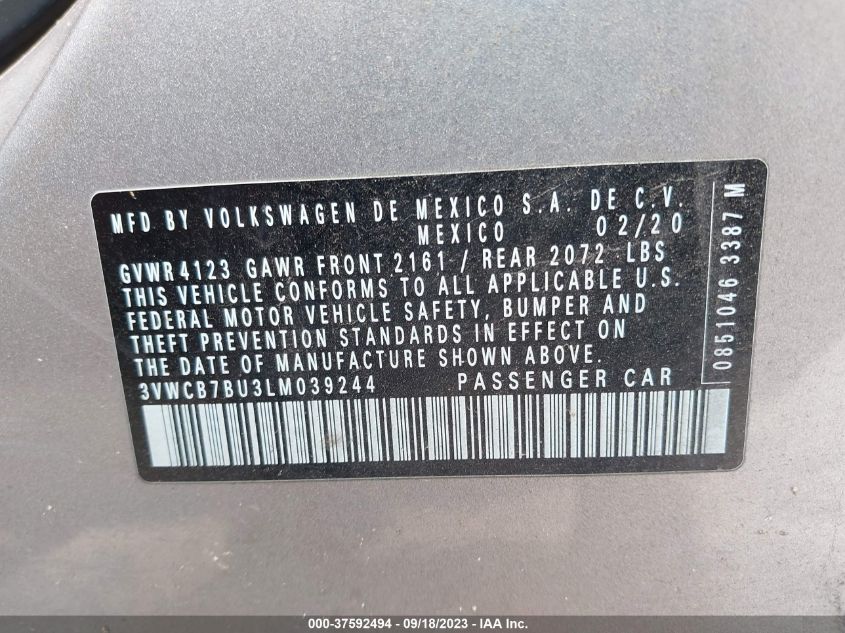 MFD BY VOLKSWAGEN DE MEXICO S.A. DE C.V.
MEXICO 02/20
GVWR 4123 GAWR FRONT 2161 / REAR 2072 LBS
THIS VEHICLE CONFORMS TO ALL APPLICABLE U.S.
FEDERAL MOTOR VEHICLE SAFETY, BUMPER AND
THEFT PREVENTION STANDARDS IN EFFECT ON
THE DATE OF MANUFACTURE SHOWN ABOVE.
3VWCB7BU3LM039244 PASSENGER CAR
0851046 3387 M
000-37592494 - 09/18/2023 - IAA Inc.